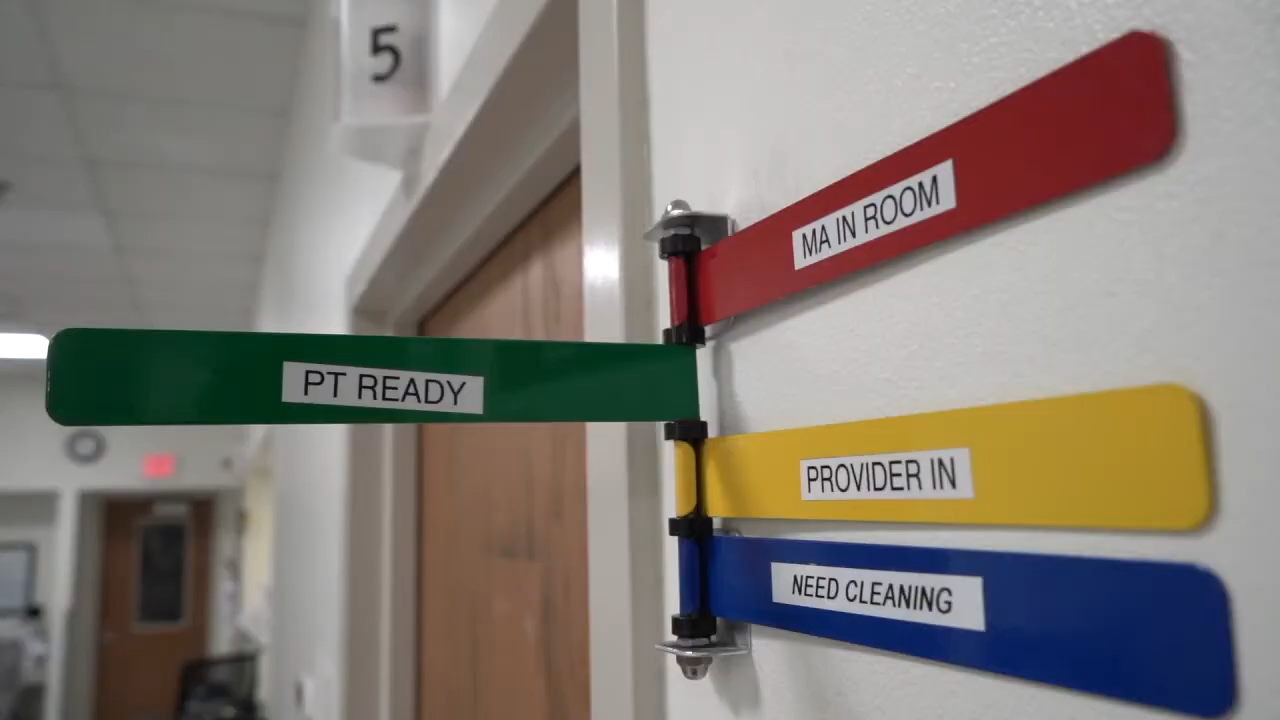 5
MA IN ROOM
PT READY
PROVIDER IN
NEED CLEANING